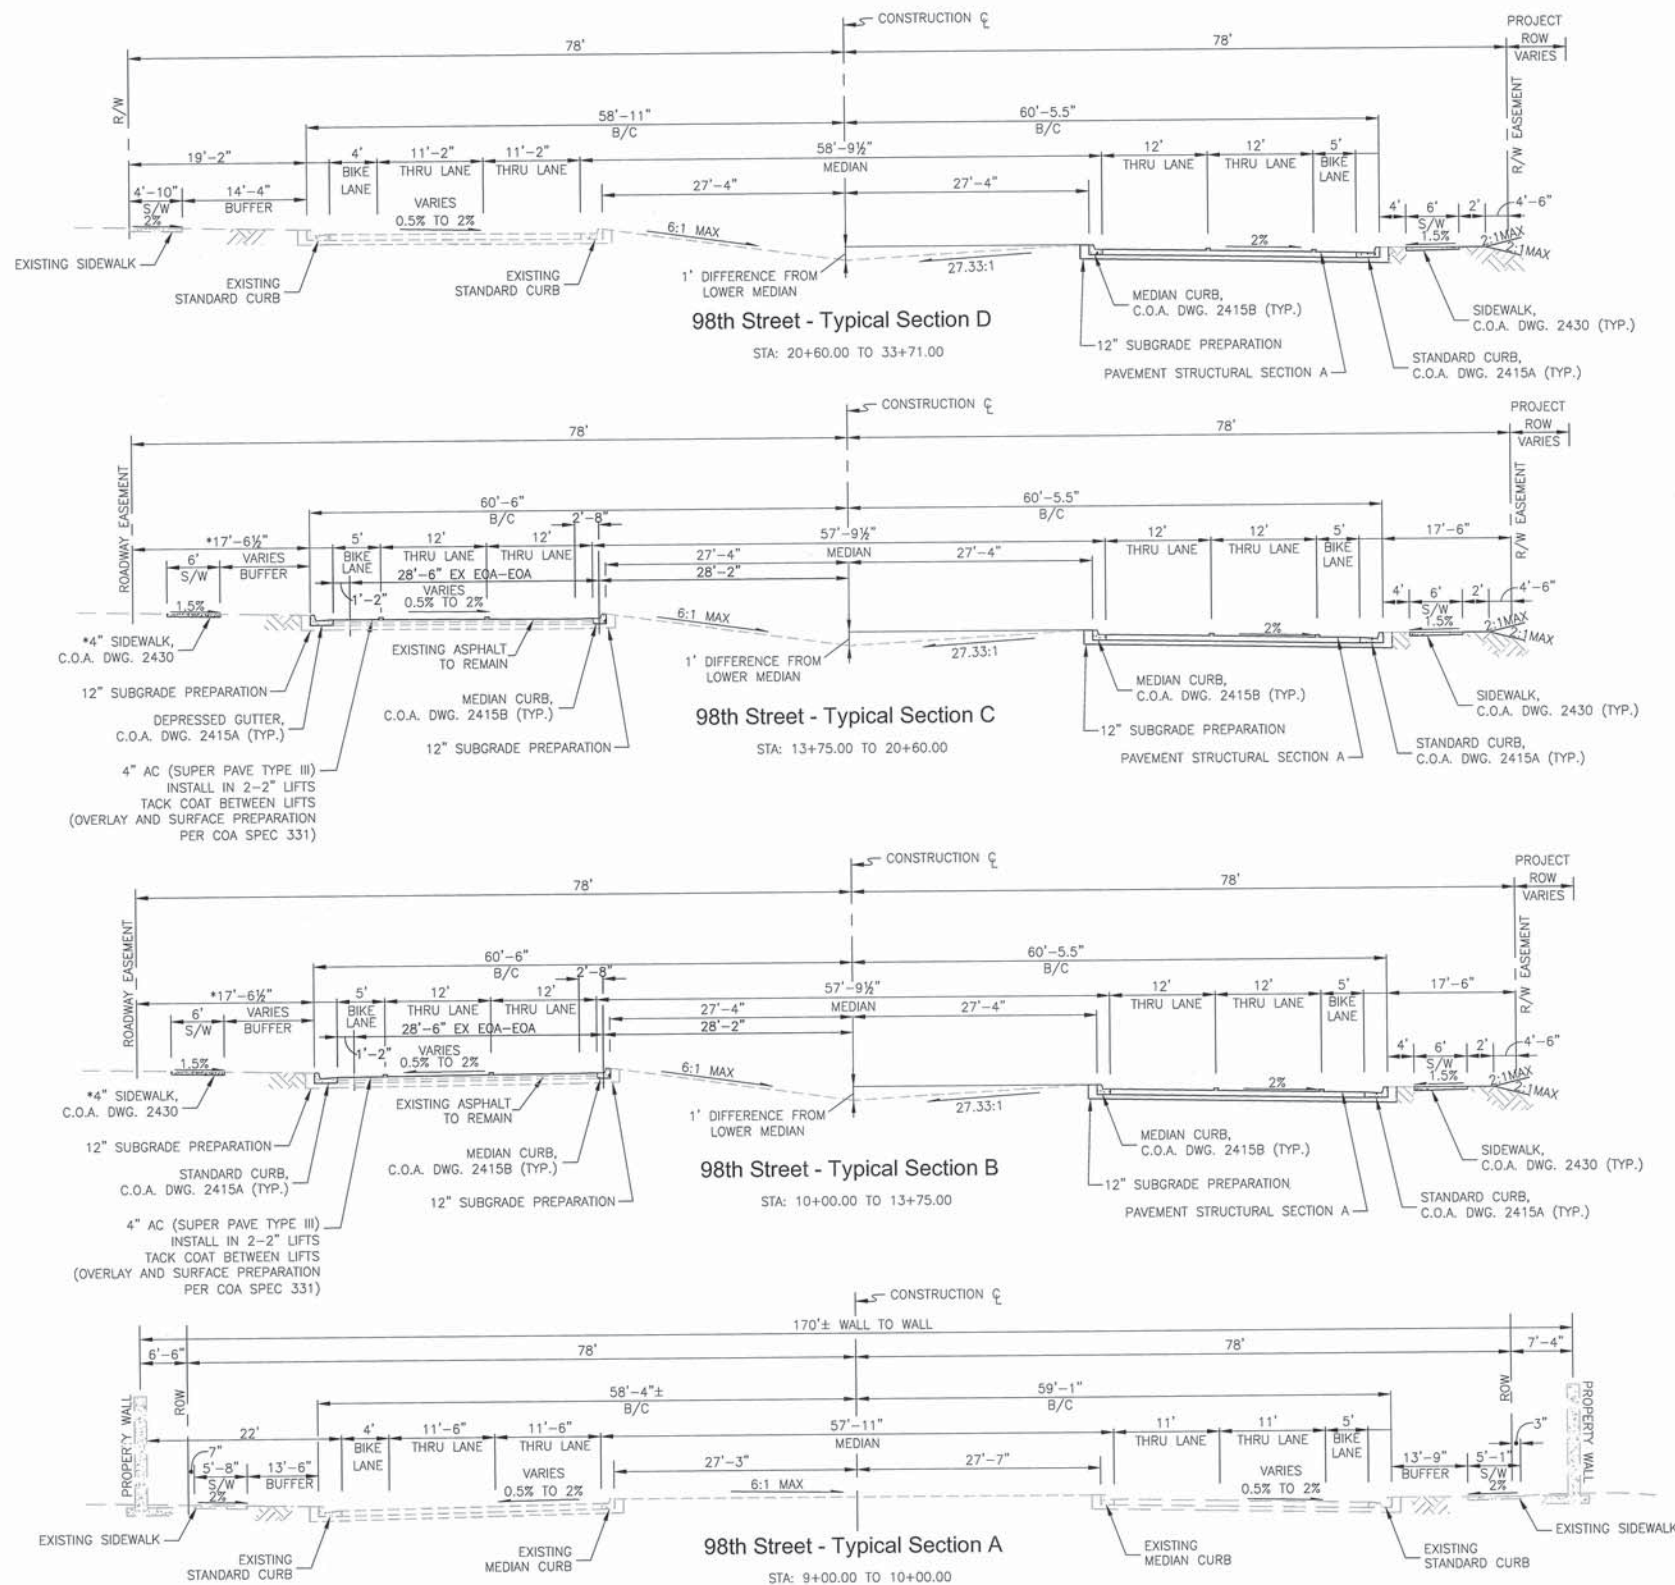 CONSTRUCTION ℄
PROJECT
ROW
VARIES
78'
78'
R/W
R/W EASEMENT
58'-11"
B/C
60'-5.5"
B/C
19'-2"
4'
BIKE
LANE
11'-2"
THRU LANE
11'-2"
THRU LANE
58'-9½"
MEDIAN
12'
THRU LANE
12'
THRU LANE
5'
BIKE
LANE
4'-10"
S/W
2%
14'-4"
BUFFER
VARIES
0.5% TO 2%
27'-4"
27'-4"
4'
6'
S/W
1.5%
2'
4'-6"
6:1 MAX
2%
2:1MAX
2:1MAX
27.33:1
EXISTING SIDEWALK
EXISTING
STANDARD CURB
EXISTING
STANDARD CURB
1' DIFFERENCE FROM
LOWER MEDIAN
MEDIAN CURB,
C.O.A. DWG. 2415B (TYP.)
SIDEWALK,
C.O.A. DWG. 2430 (TYP.)
98th Street - Typical Section D
12" SUBGRADE PREPARATION
STA: 20+60.00 TO 33+71.00
PAVEMENT STRUCTURAL SECTION A
STANDARD CURB,
C.O.A. DWG. 2415A (TYP.)
CONSTRUCTION ℄
PROJECT
ROW
VARIES
78'
78'
ROADWAY EASEMENT
R/W EASEMENT
60'-6"
B/C
2'-8"
60'-5.5"
B/C
*17'-6½"
5'
BIKE
LANE
12'
THRU LANE
12'
THRU LANE
57'-9½"
MEDIAN
12'
THRU LANE
12'
THRU LANE
5'
BIKE
LANE
17'-6"
6'
S/W
VARIES
BUFFER
27'-4"
27'-4"
28'-6" EX EOA-EOA
28'-2"
1'-2"
VARIES
0.5% TO 2%
4'
6'
S/W
1.5%
2'
4'-6"
1.5%
6:1 MAX
2%
2:1MAX
2:1MAX
27.33:1
*4" SIDEWALK,
C.O.A. DWG. 2430
EXISTING ASPHALT
TO REMAIN
1' DIFFERENCE FROM
LOWER MEDIAN
12" SUBGRADE PREPARATION
MEDIAN CURB,
C.O.A. DWG. 2415B (TYP.)
MEDIAN CURB,
C.O.A. DWG. 2415B (TYP.)
SIDEWALK,
C.O.A. DWG. 2430 (TYP.)
DEPRESSED GUTTER,
C.O.A. DWG. 2415A (TYP.)
98th Street - Typical Section C
12" SUBGRADE PREPARATION
12" SUBGRADE PREPARATION
STA: 13+75.00 TO 20+60.00
PAVEMENT STRUCTURAL SECTION A
STANDARD CURB,
C.O.A. DWG. 2415A (TYP.)
4" AC (SUPER PAVE TYPE III)
INSTALL IN 2-2" LIFTS
TACK COAT BETWEEN LIFTS
(OVERLAY AND SURFACE PREPARATION
PER COA SPEC 331)
CONSTRUCTION ℄
PROJECT
ROW
VARIES
78'
78'
ROADWAY EASEMENT
R/W EASEMENT
60'-6"
B/C
2'-8"
60'-5.5"
B/C
*17'-6½"
5'
BIKE
LANE
12'
THRU LANE
12'
THRU LANE
57'-9½"
MEDIAN
12'
THRU LANE
12'
THRU LANE
5'
BIKE
LANE
17'-6"
6'
S/W
VARIES
BUFFER
27'-4"
27'-4"
28'-6" EX EOA-EOA
28'-2"
1'-2"
VARIES
0.5% TO 2%
4'
6'
S/W
1.5%
2'
4'-6"
1.5%
6:1 MAX
2%
2:1MAX
2:1MAX
27.33:1
*4" SIDEWALK,
C.O.A. DWG. 2430
EXISTING ASPHALT
TO REMAIN
1' DIFFERENCE FROM
LOWER MEDIAN
12" SUBGRADE PREPARATION
MEDIAN CURB,
C.O.A. DWG. 2415B (TYP.)
MEDIAN CURB,
C.O.A. DWG. 2415B (TYP.)
SIDEWALK,
C.O.A. DWG. 2430 (TYP.)
STANDARD CURB,
C.O.A. DWG. 2415A (TYP.)
98th Street - Typical Section B
12" SUBGRADE PREPARATION
12" SUBGRADE PREPARATION
STA: 10+00.00 TO 13+75.00
PAVEMENT STRUCTURAL SECTION A
STANDARD CURB,
C.O.A. DWG. 2415A (TYP.)
4" AC (SUPER PAVE TYPE III)
INSTALL IN 2-2" LIFTS
TACK COAT BETWEEN LIFTS
(OVERLAY AND SURFACE PREPARATION
PER COA SPEC 331)
CONSTRUCTION ℄
170'± WALL TO WALL
6'-6"
78'
78'
7'-4"
PROPERTY WALL
ROW
ROW
PROPERTY WALL
58'-4"±
B/C
59'-1"
B/C
22'
4'
BIKE
LANE
11'-6"
THRU LANE
11'-6"
THRU LANE
57'-11"
MEDIAN
11'
THRU LANE
11'
THRU LANE
5'
BIKE
LANE
3"
7"
5'-8"
S/W
2%
13'-6"
BUFFER
VARIES
0.5% TO 2%
27'-3"
27'-7"
VARIES
0.5% TO 2%
13'-9"
BUFFER
5'-1"
S/W
2%
6:1 MAX
EXISTING SIDEWALK
EXISTING
STANDARD CURB
EXISTING
MEDIAN CURB
98th Street - Typical Section A
EXISTING
MEDIAN CURB
EXISTING
STANDARD CURB
EXISTING SIDEWALK
STA: 9+00.00 TO 10+00.00